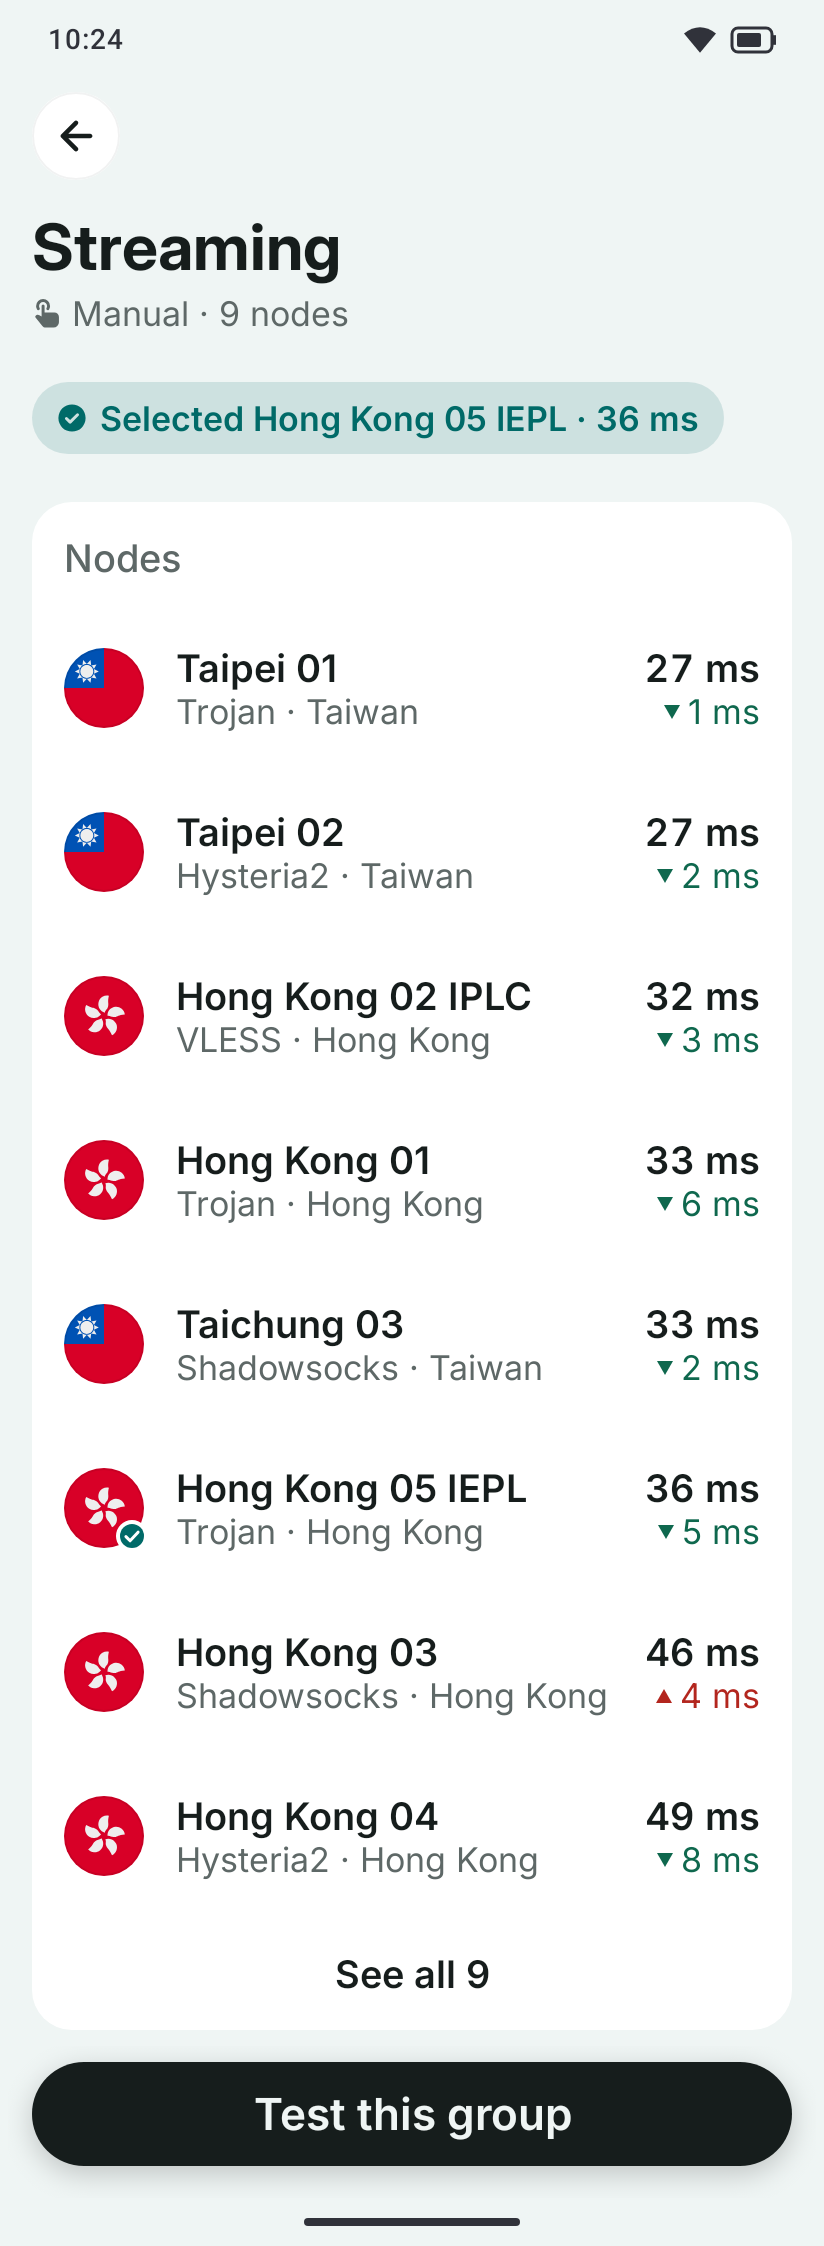 10:24
Streaming
Manual · 9 nodes
Selected Hong Kong 05 IEPL · 36 ms
Nodes
Taipei 01
27 ms
Trojan · Taiwan
▼ 1 ms
Taipei 02
27 ms
Hysteria2 · Taiwan
▼ 2 ms
Hong Kong 02 IPLC
32 ms
VLESS · Hong Kong
▼ 3 ms
Hong Kong 01
33 ms
Trojan · Hong Kong
▼ 6 ms
Taichung 03
33 ms
Shadowsocks · Taiwan
▼ 2 ms
Hong Kong 05 IEPL
36 ms
Trojan · Hong Kong
▼ 5 ms
Hong Kong 03
46 ms
Shadowsocks · Hong Kong
▲ 4 ms
Hong Kong 04
49 ms
Hysteria2 · Hong Kong
▼ 8 ms
See all 9
Test this group